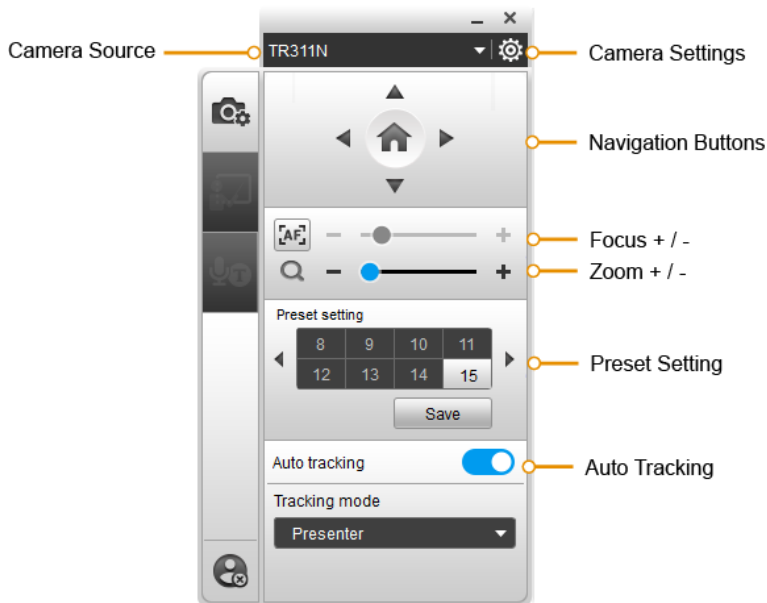 Camera Source
TR311N
Camera Settings
Navigation Buttons
AF
Focus + / -
Zoom + / -
Preset setting
8 9 10 11
12 13 14 15
Preset Setting
Save
Auto tracking
Auto Tracking
Tracking mode
Presenter
T